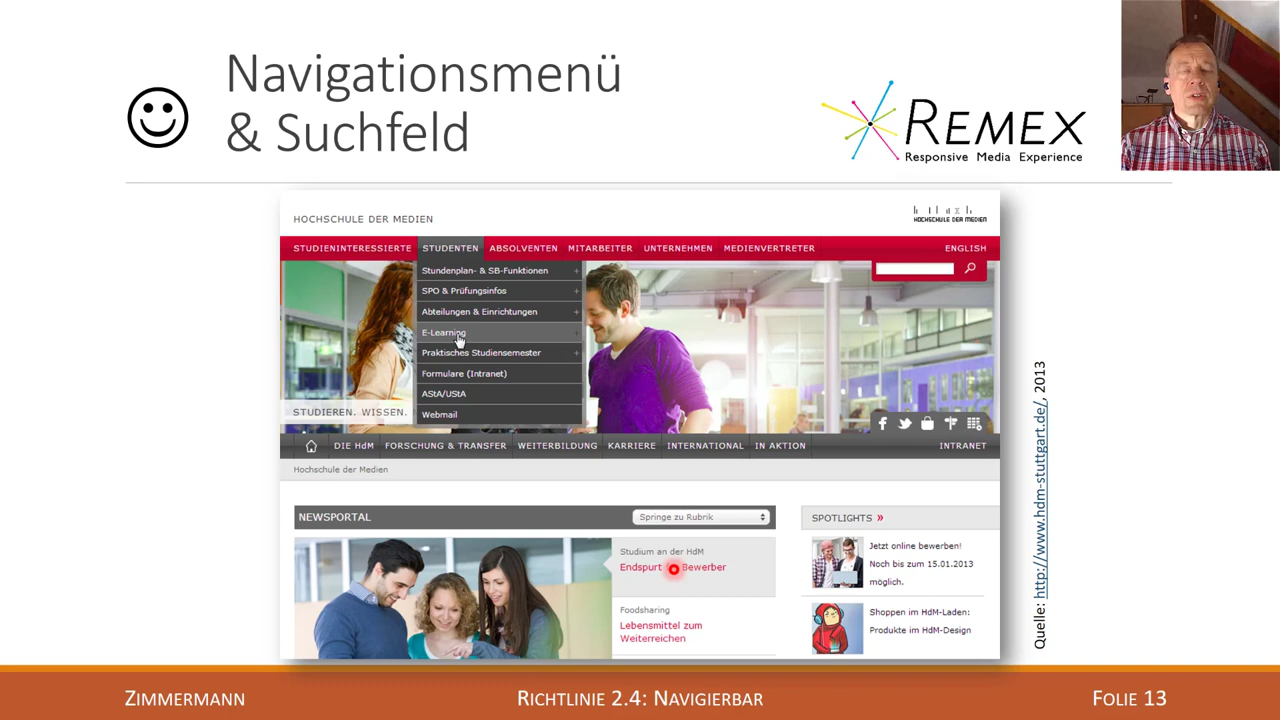 Navigationsmenü
& Suchfeld
REMEX
Responsive Media Experience
HOCHSCHULE DER MEDIEN
HOCHSCHULE DER MEDIEN
STUDIENINTERESSIERTE STUDENTEN ABSOLVENTEN MITARBEITER UNTERNEHMEN MEDIENVERTRETER ENGLISH
Stundenplan- & SB-Funktionen +
SPO & Prüfungsinfos +
Abteilungen & Einrichtungen +
E-Learning +
Praktisches Studiensemester +
Formulare (Intranet)
AStA/UStA
Webmail
STUDIEREN. WISSEN.
DIE HdM FORSCHUNG & TRANSFER WEITERBILDUNG KARRIERE INTERNATIONAL IN AKTION INTRANET
Hochschule der Medien
NEWSPORTAL
Springe zu Rubrik
SPOTLIGHTS »
Studium an der HdM
Endspurt Bewerber
Foodsharing
Lebensmittel zum
Weiterreichen
Jetzt online bewerben!
Noch bis zum 15.01.2013
möglich.
Shoppen im HdM-Laden:
Produkte im HdM-Design
Quelle: http://www.hdm-stuttgart.de/, 2013
ZIMMERMANN
RICHTLINIE 2.4: NAVIGIERBAR
FOLIE 13